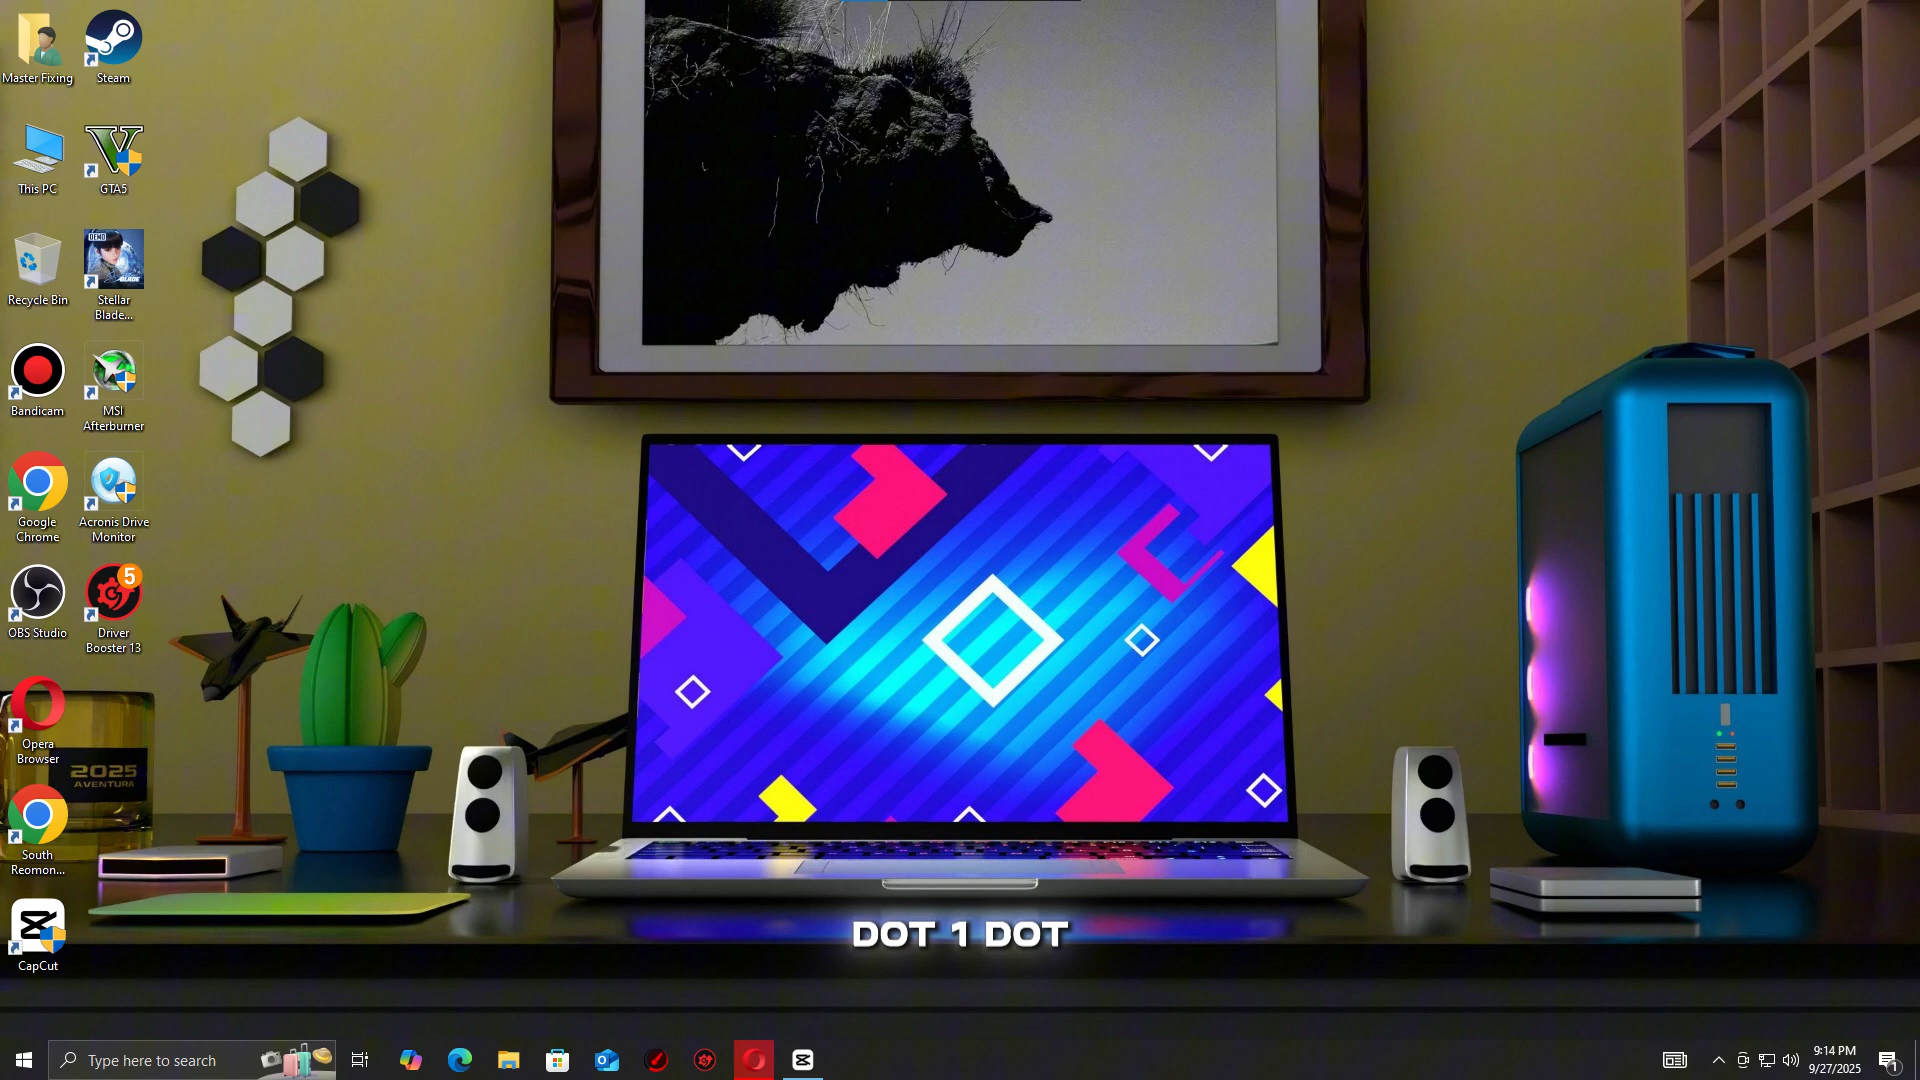 Master Fixing
Steam
This PC
GTA5
Recycle Bin
DEMO
BLADE
Stellar
Blade...
Bandicam
MSI
Afterburner
Google
Chrome
Acronis Drive
Monitor
OBS Studio
5
Driver
Booster 13
Opera
Browser
2025
AVENTURA
South
Reomon...
CapCut
DOT 1 DOT
Type here to search
9:14 PM
9/27/2025
1